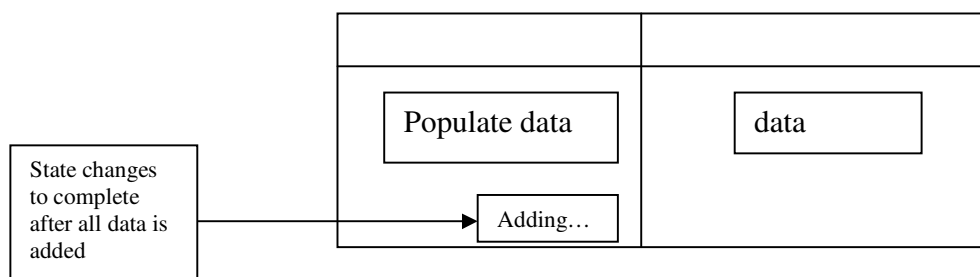 Populate data
data
State changes
to complete
after all data is
added
Adding…